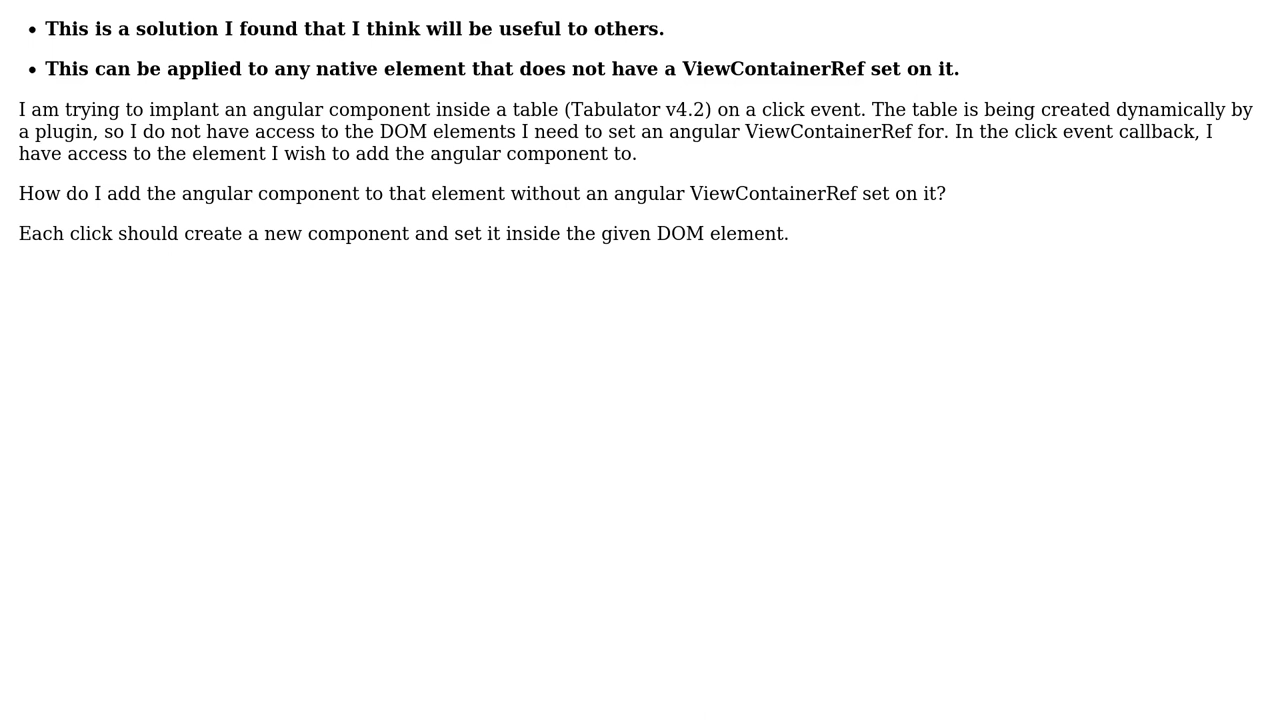 • This is a solution I found that I think will be useful to others.
• This can be applied to any native element that does not have a ViewContainerRef set on it.
I am trying to implant an angular component inside a table (Tabulator v4.2) on a click event. The table is being created dynamically by
a plugin, so I do not have access to the DOM elements I need to set an angular ViewContainerRef for. In the click event callback, I
have access to the element I wish to add the angular component to.
How do I add the angular component to that element without an angular ViewContainerRef set on it?
Each click should create a new component and set it inside the given DOM element.